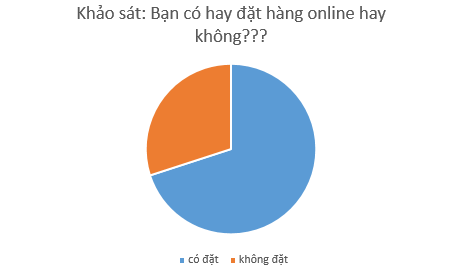 Khảo sát: Bạn có hay đặt hàng online hay
không???
có đặt
không đặt